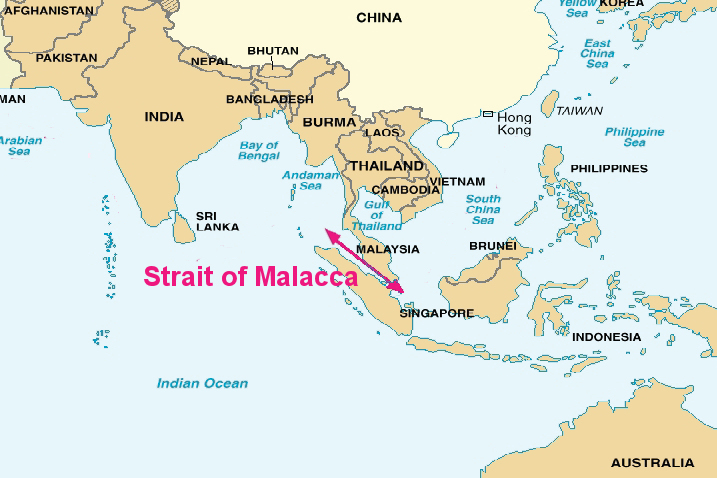 AFGHANISTAN
CHINA
Yellow
Sea
KOREA
East
China
Sea
PAKISTAN
NEPAL
BHUTAN
MAN
INDIA
BANGLADESH
BURMA
LAOS
Hong
Kong
TAIWAN
Arabian
Sea
Bay of
Bengal
Philippine
Sea
THAILAND
Andaman
Sea
CAMBODIA
VIETNAM
PHILIPPINES
Gulf
of
Thailand
South
China
Sea
SRI
LANKA
MALAYSIA
BRUNEI
Strait of Malacca
SINGAPORE
INDONESIA
Indian Ocean
AUSTRALIA